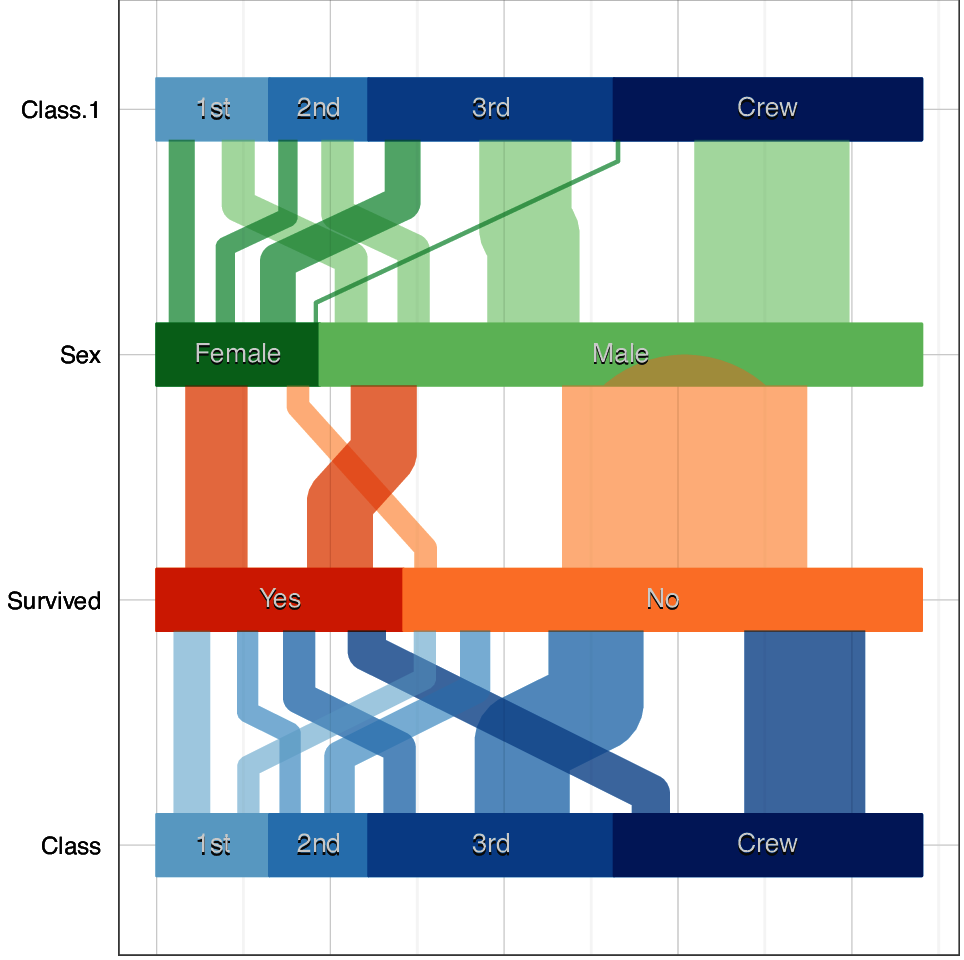 Class.1 1st 2nd 3rd Crew
Sex Female Male
Survived Yes No
Class 1st 2nd 3rd Crew